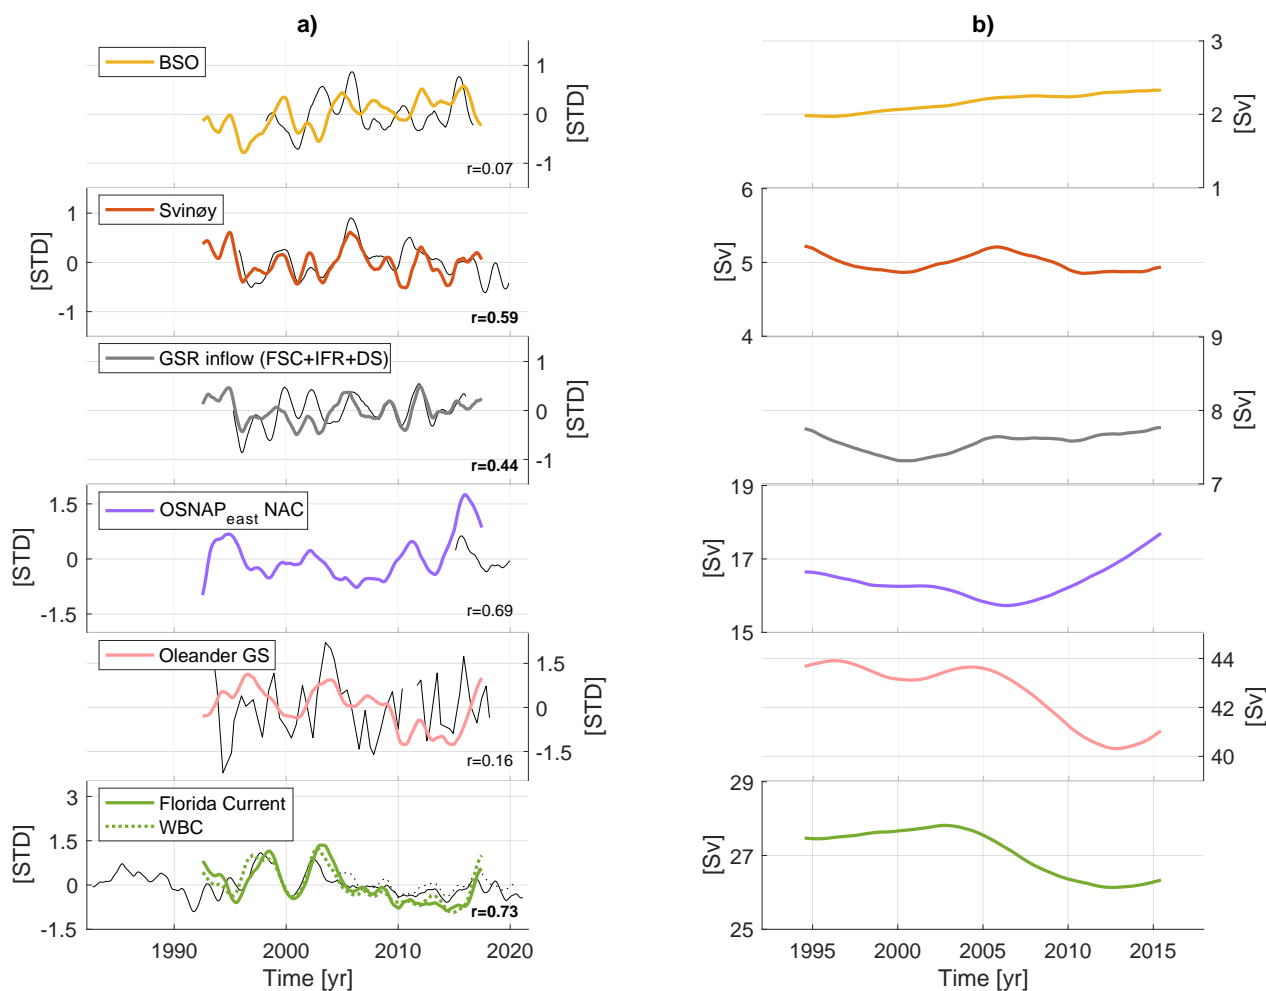 a)
BSO
1
0
-1
[STD]
r=0.07
Svinøy
1
0
-1
[STD]
r=0.59
GSR inflow (FSC+IFR+DS)
1
0
-1
[STD]
r=0.44
OSNAP_east NAC
1.5
0
-1.5
[STD]
r=0.69
Oleander GS
1.5
0
-1.5
[STD]
r=0.16
Florida Current
WBC
3
1.5
0
-1.5
[STD]
r=0.73
1990 2000 2010 2020
Time [yr]
b)
3
2
1
[Sv]
6
5
4
[Sv]
9
8
7
[Sv]
19
17
15
[Sv]
44
42
40
[Sv]
29
27
25
[Sv]
1995 2000 2005 2010 2015
Time [yr]